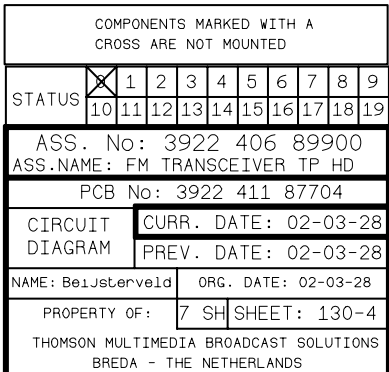 COMPONENTS MARKED WITH A
CROSS ARE NOT MOUNTED
STATUS 0 1 2 3 4 5 6 7 8 9
10 11 12 13 14 15 16 17 18 19
ASS. No: 3922 406 89900
ASS.NAME: FM TRANSCEIVER TP HD
PCB No: 3922 411 87704
CIRCUIT DIAGRAM
CURR. DATE: 02-03-28
PREV. DATE: 02-03-28
NAME: Beijsterveld ORG. DATE: 02-03-28
PROPERTY OF: 7 SH SHEET: 130-4
THOMSON MULTIMEDIA BROADCAST SOLUTIONS
BREDA - THE NETHERLANDS